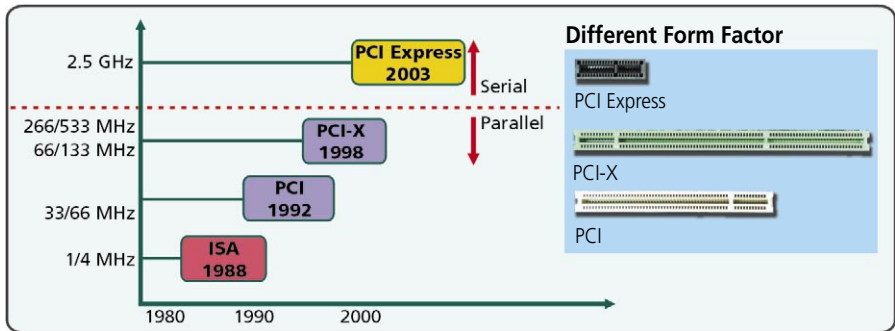 2.5 GHz
PCI Express
2003
Serial
Parallel
266/533 MHz
66/133 MHz
PCI-X
1998
33/66 MHz
PCI
1992
1/4 MHz
ISA
1988
1980 1990 2000
Different Form Factor
PCI Express
PCI-X
PCI